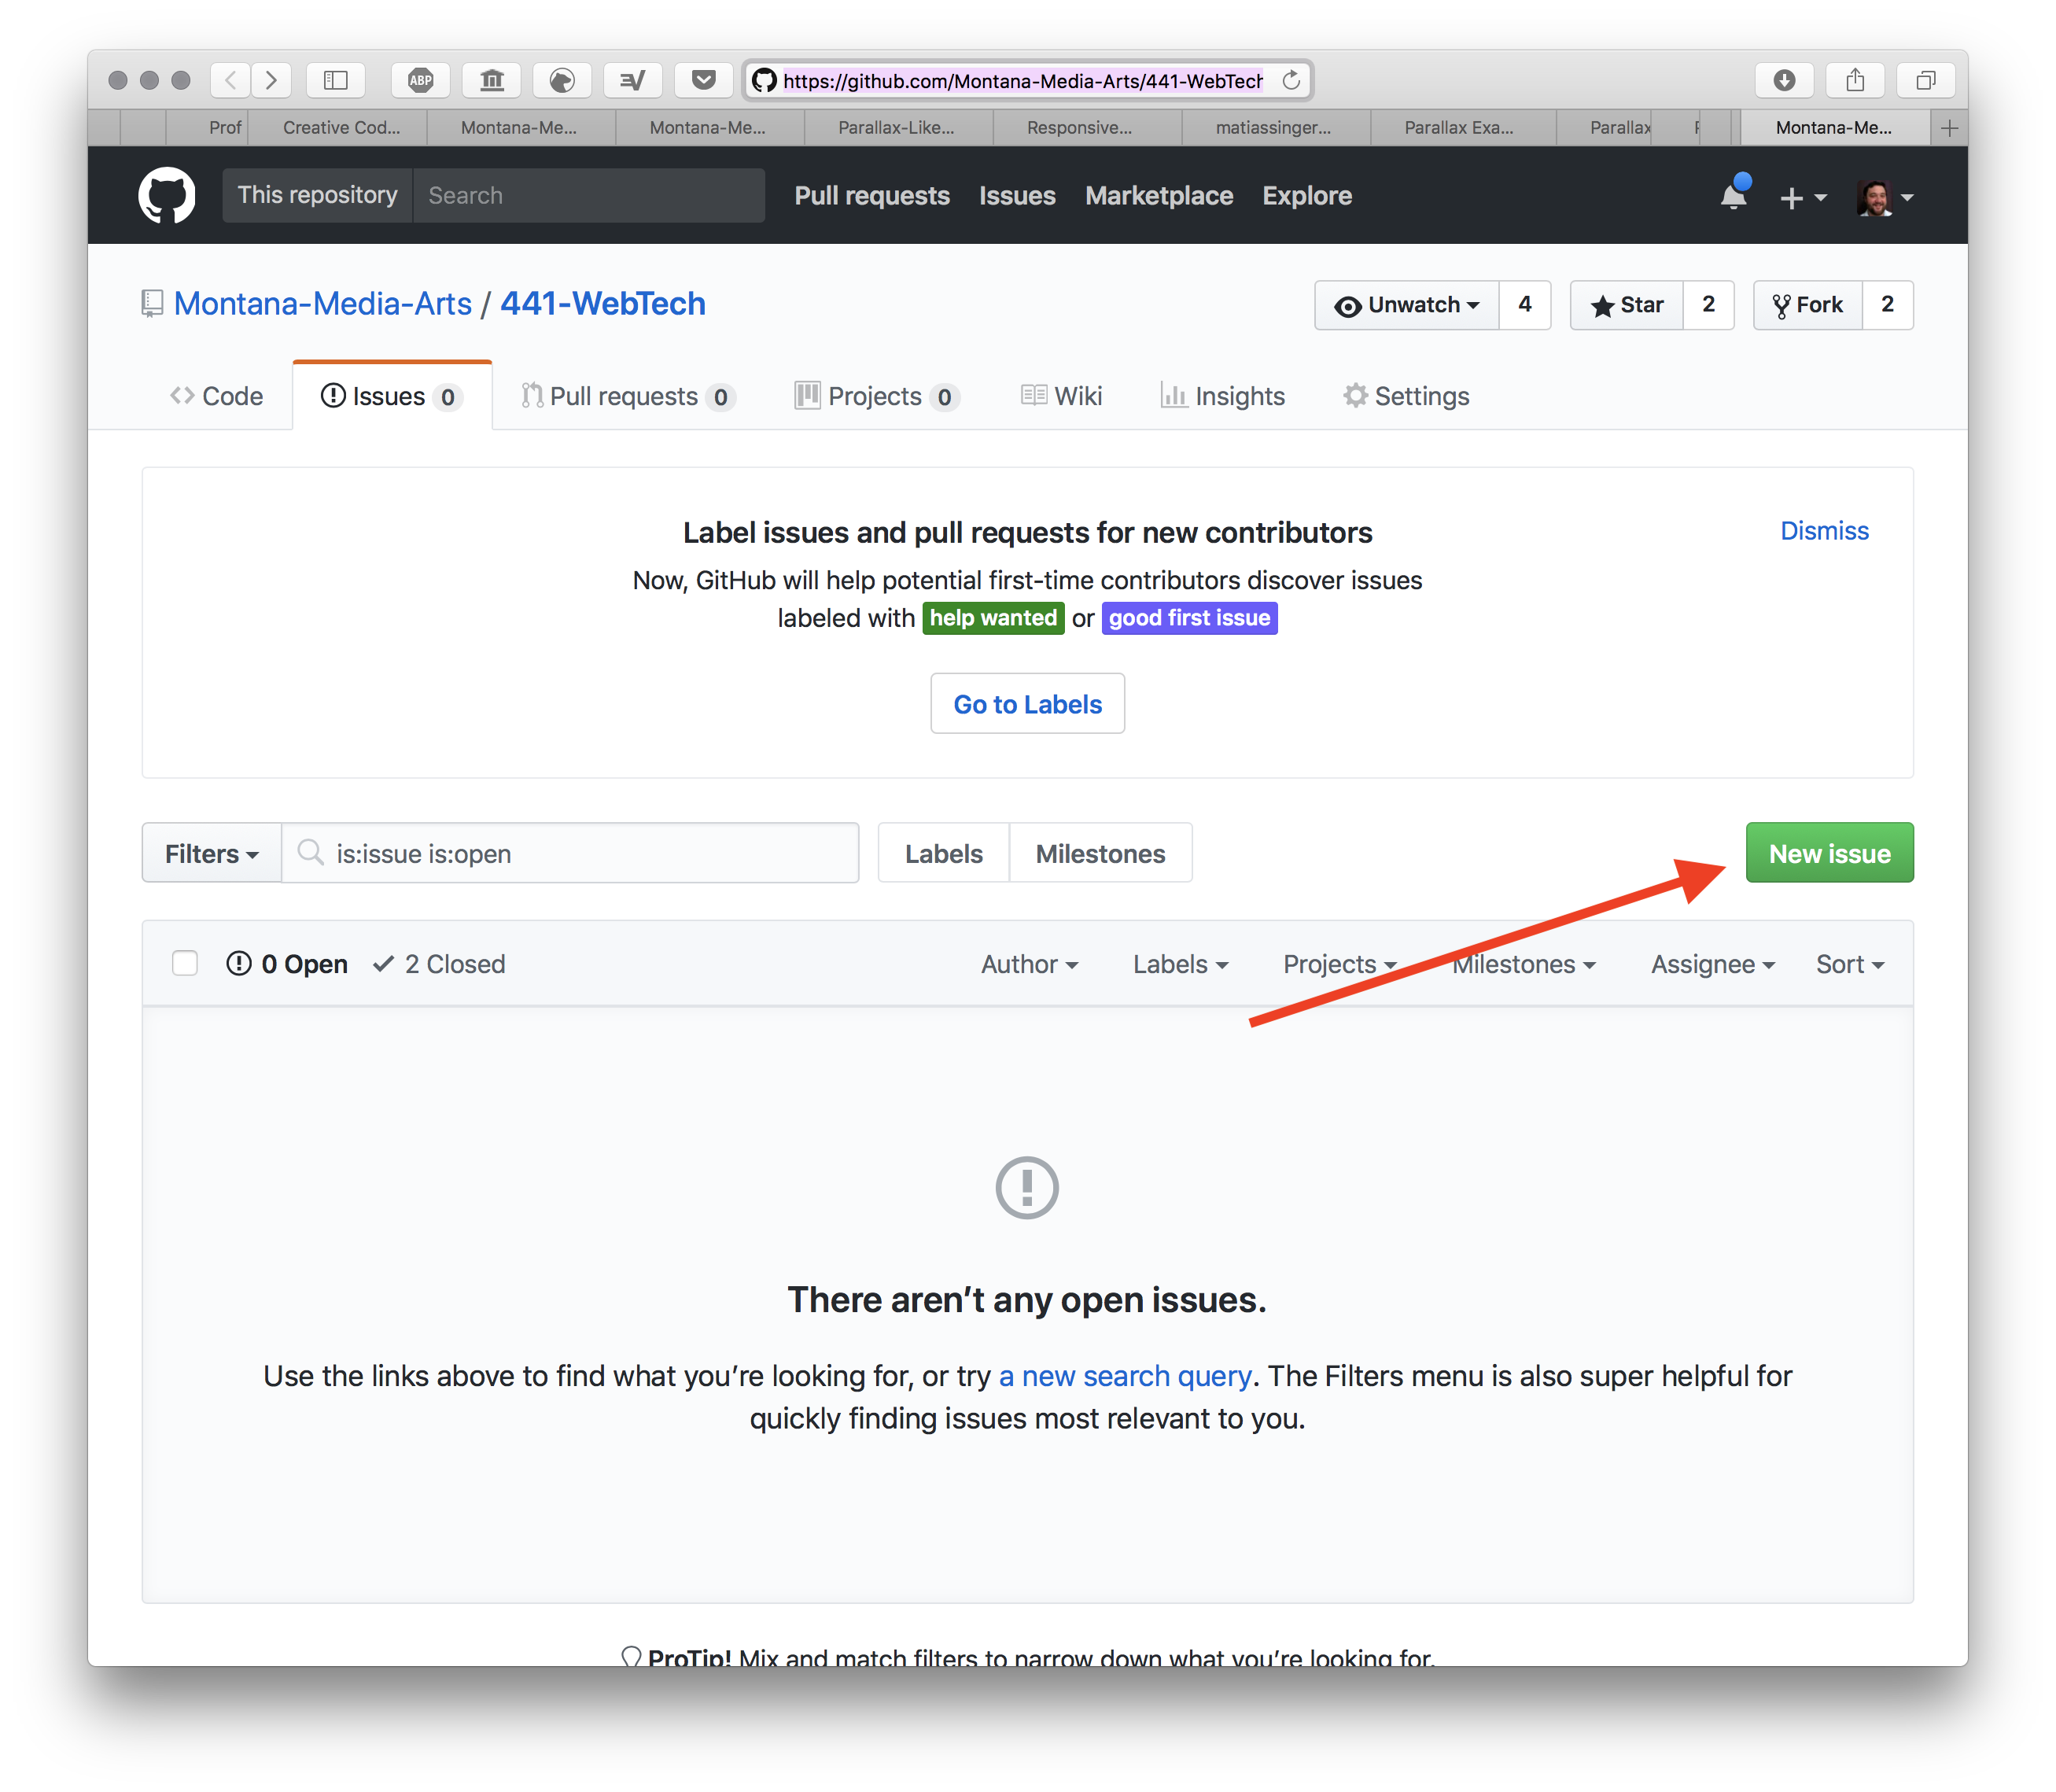 ABP
https://github.com/Montana-Media-Arts/441-WebTech
Prof Creative Cod... Montana-Me... Montana-Me... Parallax-Like... Responsive... matiassinger... Parallax Exa... Parallax Montana-Me...
This repository Search Pull requests Issues Marketplace Explore
Montana-Media-Arts / 441-WebTech Unwatch 4 Star 2 Fork 2
Code Issues 0 Pull requests 0 Projects 0 Wiki Insights Settings
Label issues and pull requests for new contributors Dismiss
Now, GitHub will help potential first-time contributors discover issues
labeled with help wanted or good first issue
Go to Labels
Filters is:issue is:open Labels Milestones New issue
0 Open 2 Closed Author Labels Projects Milestones Assignee Sort
There aren’t any open issues.
Use the links above to find what you’re looking for, or try a new search query. The Filters menu is also super helpful for
quickly finding issues most relevant to you.
ProTip! Mix and match filters to narrow down what you’re looking for.